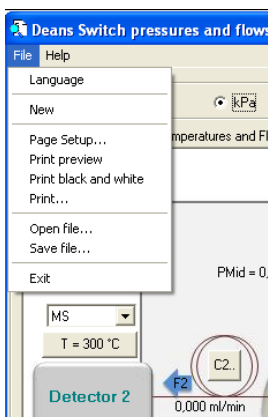 Deans Switch pressures and flows
File Help
Language
New
kPa
Page Setup...
mperatures and Fl
Print preview
Print black and white
Print...
Open file...
Save file...
Exit
PMid = 0,
MS
T = 300 °C
C2..
F2
Detector 2
0,000 ml/min